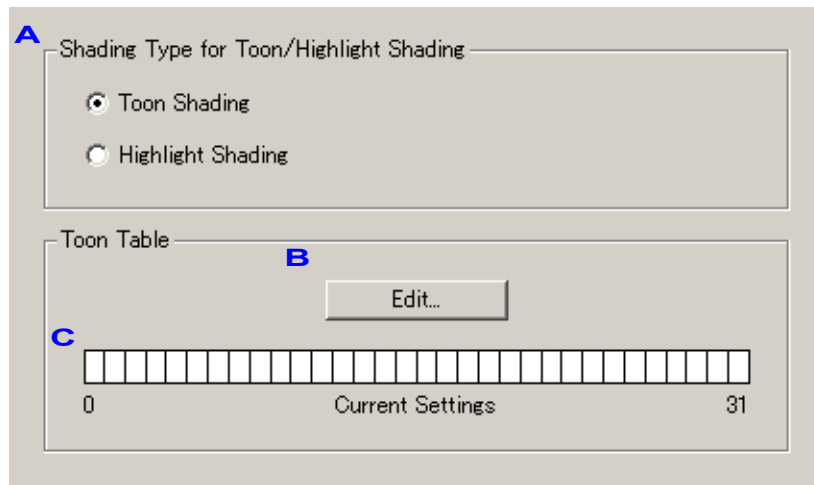 A
Shading Type for Toon/Highlight Shading
Toon Shading
Highlight Shading
Toon Table
B
Edit...
C
0 Current Settings 31